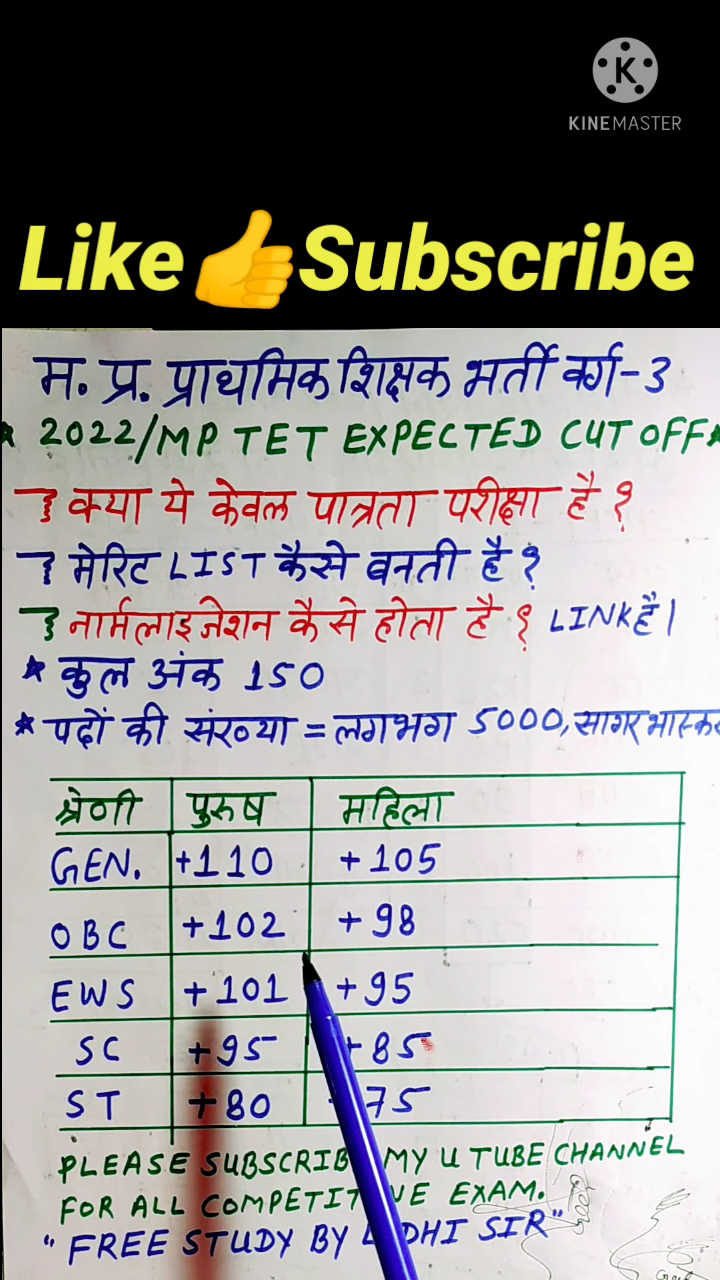 KINEMASTER
Like👍Subscribe
म. प्र. प्राथमिक शिक्षक भर्ती वर्ग-3
★ 2022/MP TET EXPECTED CUT OFF★
क्या ये केवल पात्रता परीक्षा है ?
मेरिट LIST कैसे बनती है ?
नार्मलाइजेशन कैसे होता है ? LINK है।
★ कुल अंक 150
★ पदों की संख्या = लगभग 5000, सागर भास्कर
श्रेणी पुरुष महिला
GEN. +110 +105
OBC +102 +98
EWS +101 +95
SC +95 +85
ST +80 75
PLEASE SUBSCRIB MY U TUBE CHANNEL
FOR ALL COMPETITIVE EXAM.
"FREE STUDY BY SIR"